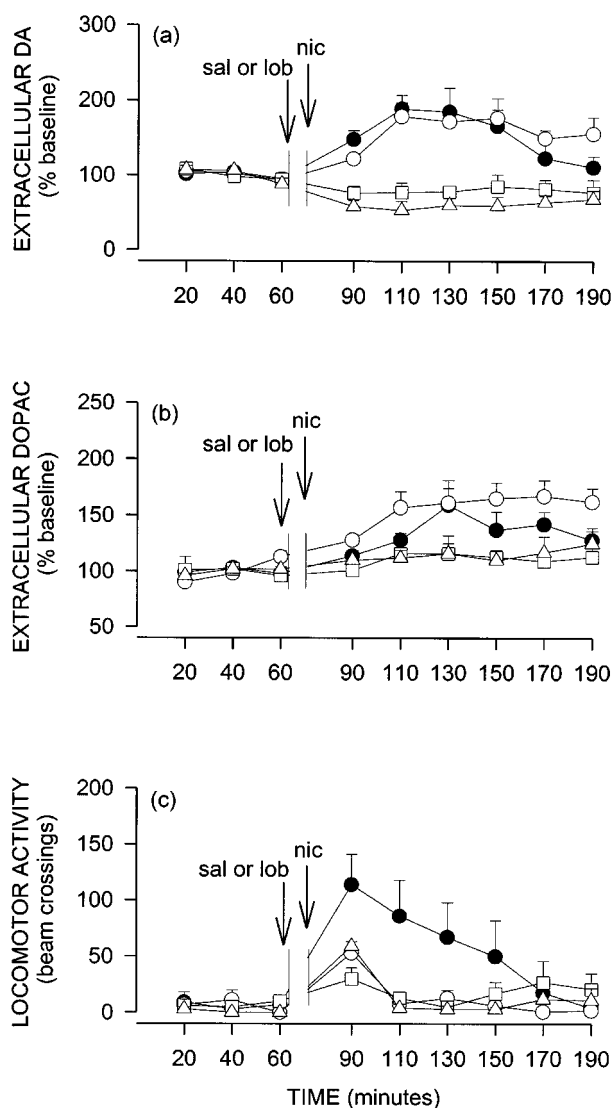 (a)
sal or lob
nic
EXTRACELLULAR DA
(% baseline)
300
200
100
0
20 40 60 90 110 130 150 170 190
(b)
nic
sal or lob
EXTRACELLULAR DOPAC
(% baseline)
250
200
150
100
50
20 40 60 90 110 130 150 170 190
(c)
nic
sal or lob
LOCOMOTOR ACTIVITY
(beam crossings)
200
150
100
50
0
20 40 60 90 110 130 150 170 190
TIME (minutes)